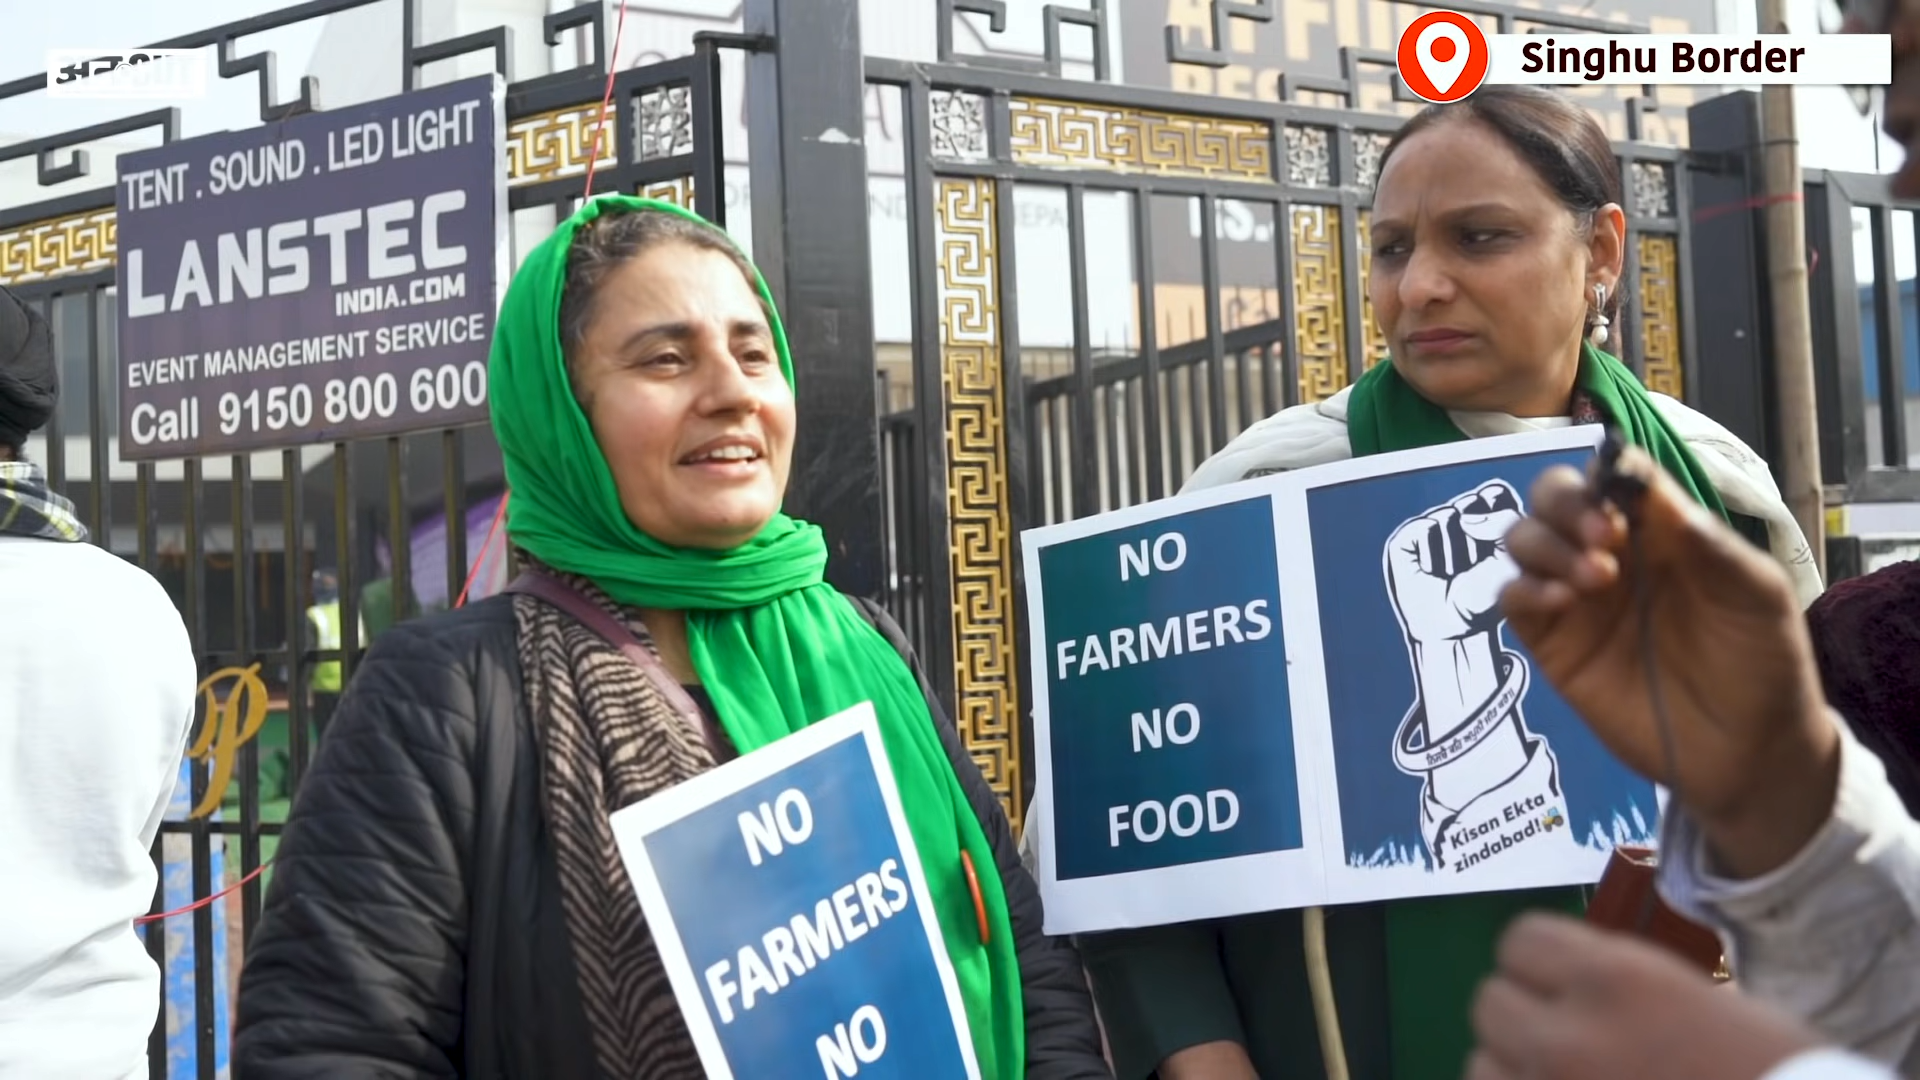 Singhu Border
TENT . SOUND . LED LIGHT
LANSTEC
INDIA.COM
EVENT MANAGEMENT SERVICE
Call 9150 800 600
NO
FARMERS
NO
FOOD
Kisan Ekta
zindabad!
NO
FARMERS
NO